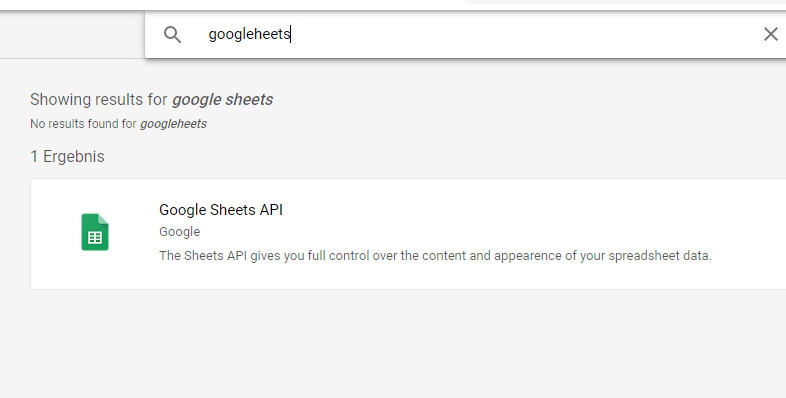 googleheets
Showing results for google sheets
No results found for googleheets
1 Ergebnis
Google Sheets API
Google
The Sheets API gives you full control over the content and appearence of your spreadsheet data.